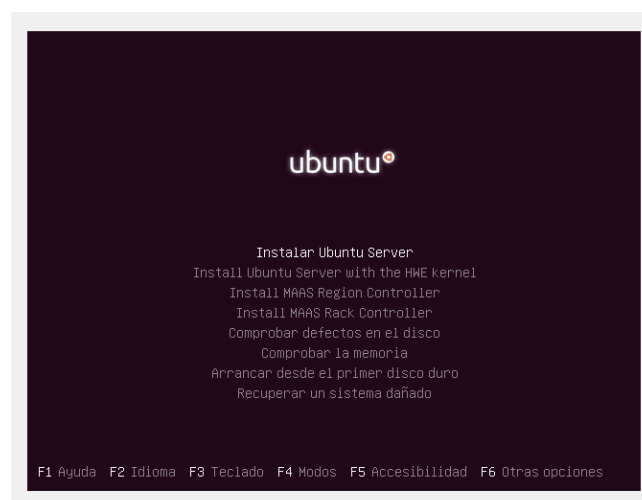 ubuntu
Instalar Ubuntu Server
Install Ubuntu Server with the HWE kernel
Install MAAS Region Controller
Install MAAS Rack Controller
Comprobar defectos en el disco
Comprobar la memoria
Arrancar desde el primer disco duro
Recuperar un sistema dañado
F1 Ayuda F2 Idioma F3 Teclado F4 Modos F5 Accesibilidad F6 Otras opciones